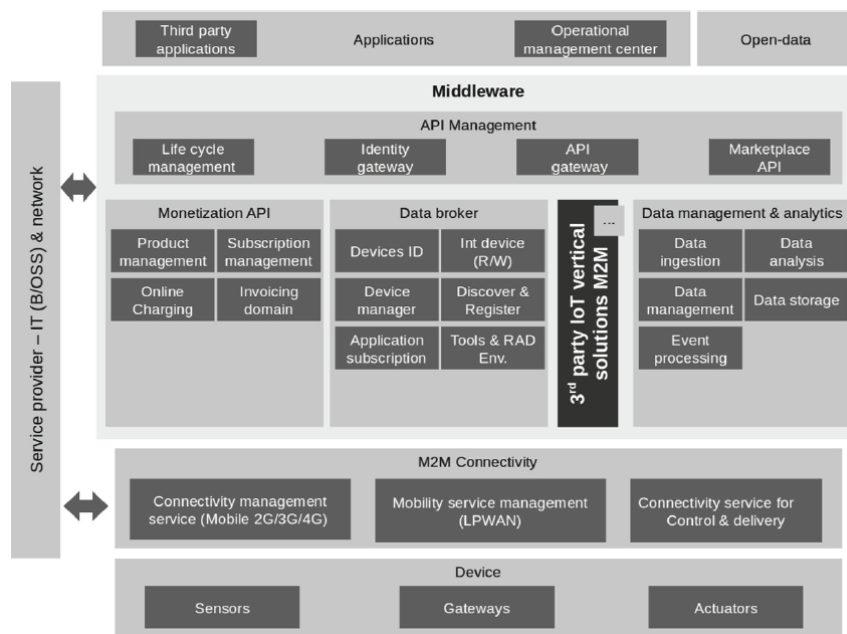 Third party
applications
Applications
Operational
management center
Open-data
Service provider – IT (B/OSS) & network
Middleware
API Management
Life cycle
management
Identity
gateway
API
gateway
Marketplace
API
Monetization API
Product
management
Subscription
management
Online
Charging
Invoicing
domain
Data broker
Devices ID
Int device
(R/W)
Device
manager
Discover &
Register
Application
subscription
Tools & RAD
Env.
3rd party IoT vertical
solutions M2M
...
Data management & analytics
Data
ingestion
Data
analysis
Data
management
Data storage
Event
processing
M2M Connectivity
Connectivity management
service (Mobile 2G/3G/4G)
Mobility service management
(LPWAN)
Connectivity service for
Control & delivery
Device
Sensors
Gateways
Actuators